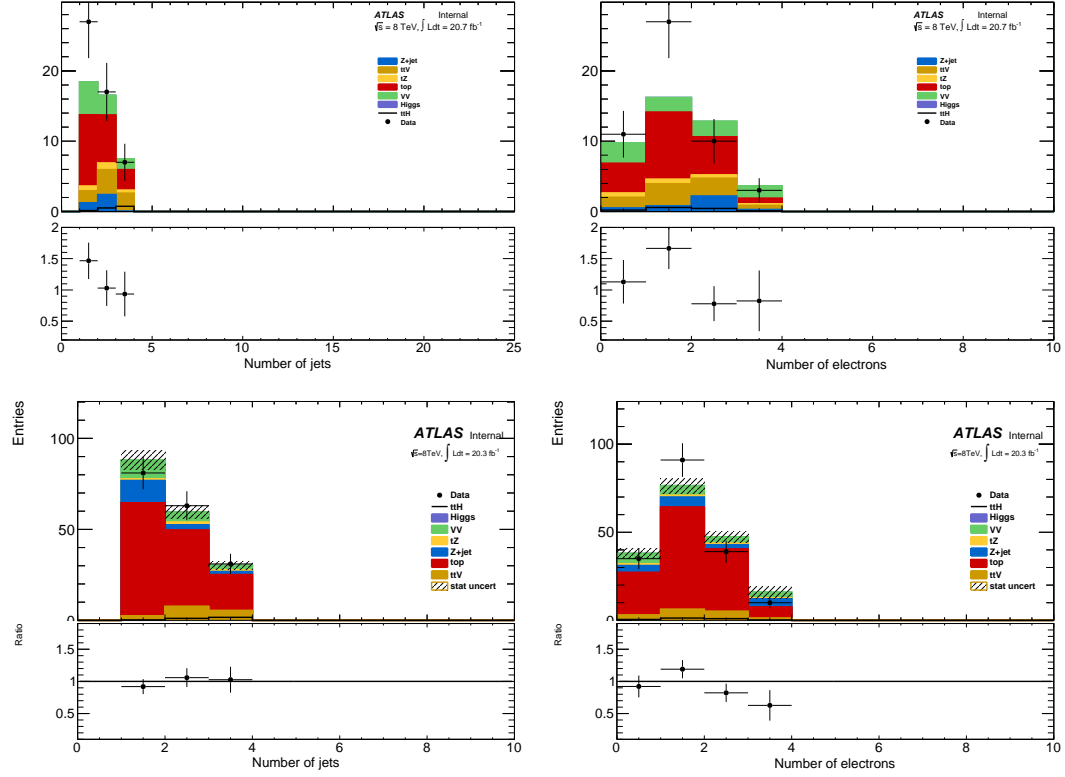 ATLAS Internal
√s = 8 TeV, ∫ Ldt = 20.7 fb⁻¹
Z+jet
ttV
tZ
top
VV
Higgs
ttH
Data
20
10
0
2
1.5
1
0.5
0 5 10 15 20 25
Number of jets
ATLAS Internal
√s = 8 TeV, ∫ Ldt = 20.7 fb⁻¹
Z+jet
ttV
tZ
top
VV
Higgs
ttH
Data
20
10
0
2
1.5
1
0.5
0 2 4 6 8 10
Number of electrons
Entries
ATLAS Internal
√s=8TeV, ∫ Ldt = 20.3 fb⁻¹
Data
ttH
Higgs
VV
tZ
Z+jet
top
ttV
stat uncert
100
50
0
Ratio
1.5
1
0.5
0 2 4 6 8 10
Number of jets
Entries
ATLAS Internal
√s=8TeV, ∫ Ldt = 20.3 fb⁻¹
Data
ttH
Higgs
VV
tZ
Z+jet
top
ttV
stat uncert
100
50
0
Ratio
1.5
1
0.5
0 2 4 6 8 10
Number of electrons